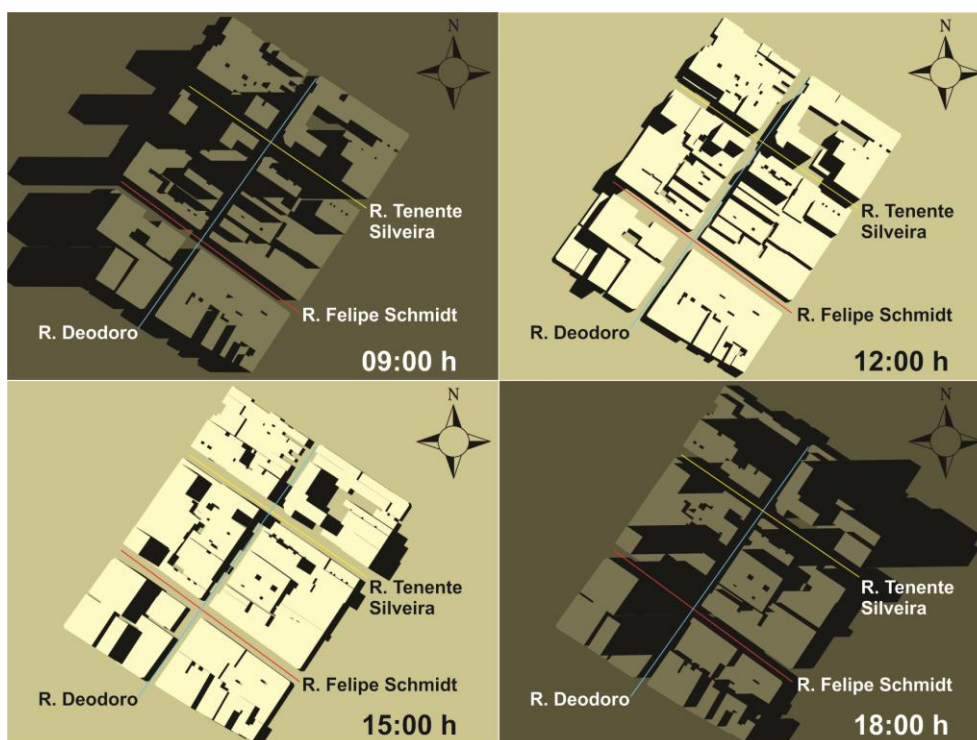 N
R. Tenente
Silveira
R. Felipe Schmidt
R. Deodoro
09:00 h
N
R. Tenente
Silveira
R. Felipe Schmidt
R. Deodoro
12:00 h
N
R. Tenente
Silveira
R. Felipe Schmidt
R. Deodoro
15:00 h
N
R. Tenente
Silveira
R. Felipe Schmidt
R. Deodoro
18:00 h